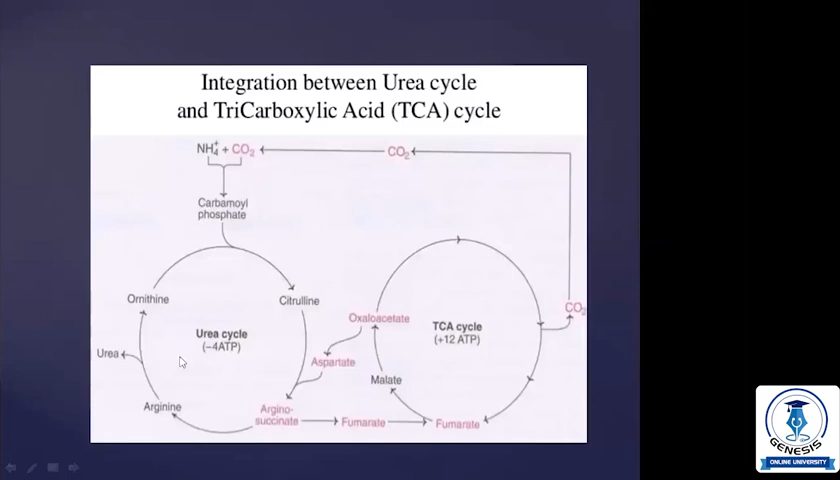 Integration between Urea cycle
and TriCarboxylic Acid (TCA) cycle
NH₄⁺ + CO₂
CO₂
Carbamoyl
phosphate
Ornithine
Citrulline
CO₂
Oxaloacetate
Urea cycle
(−4ATP)
TCA cycle
(+12 ATP)
Urea
Aspartate
Malate
Arginine
Argino-
succinate
Fumarate
Fumarate
GENESIS
ONLINE UNIVERSITY